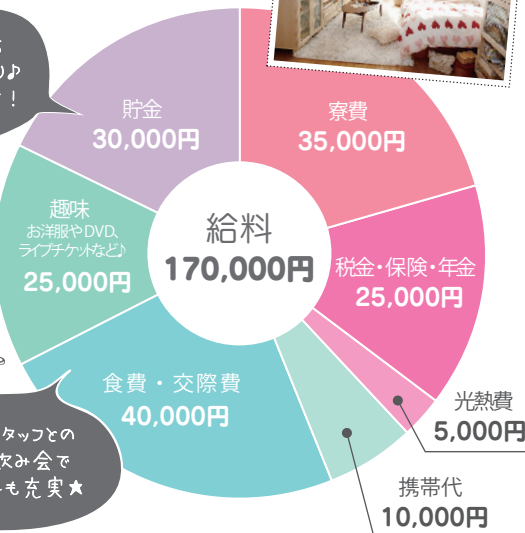 貯金
30,000円
寮費
35,000円
給料
170,000円
趣味
お洋服やDVD、
ライブチケットなど♪
25,000円
税金・保険・年金
25,000円
食費・交際費
40,000円
光熱費
5,000円
携帯代
10,000円
タッフとの
飲み会で
も充実★